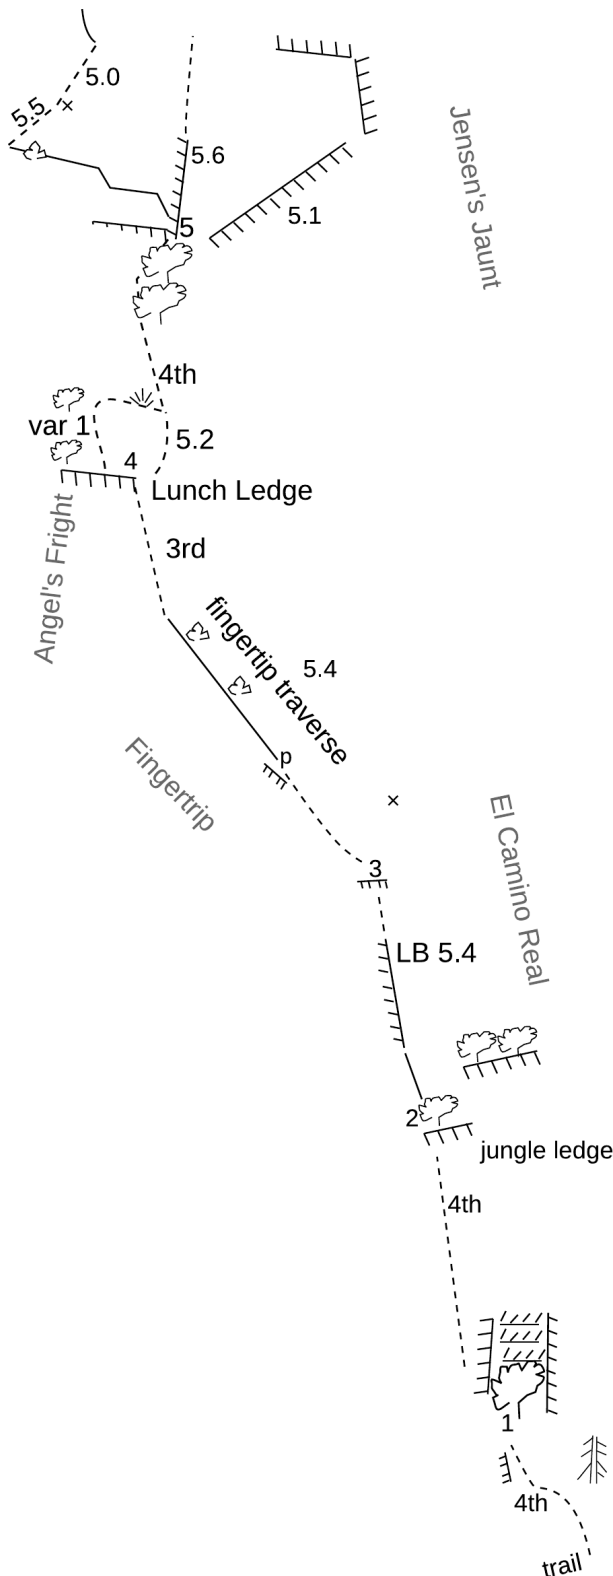 5.0
5.5
5.6
Jensen's Jaunt
5.1
5
4th
var 1
5.2
4
Lunch Ledge
Angel's Fright
3rd
fingertip traverse
5.4
Fingertrip
p
El Camino Real
3
LB 5.4
2
jungle ledge
4th
1
4th
trail